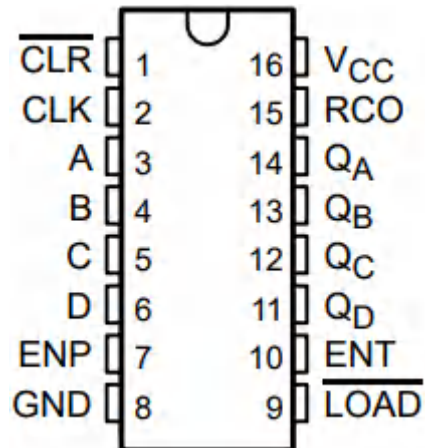 CLR 1 16 VCC
CLK 2 15 RCO
A 3 14 QA
B 4 13 QB
C 5 12 QC
D 6 11 QD
ENP 7 10 ENT
GND 8 9 LOAD